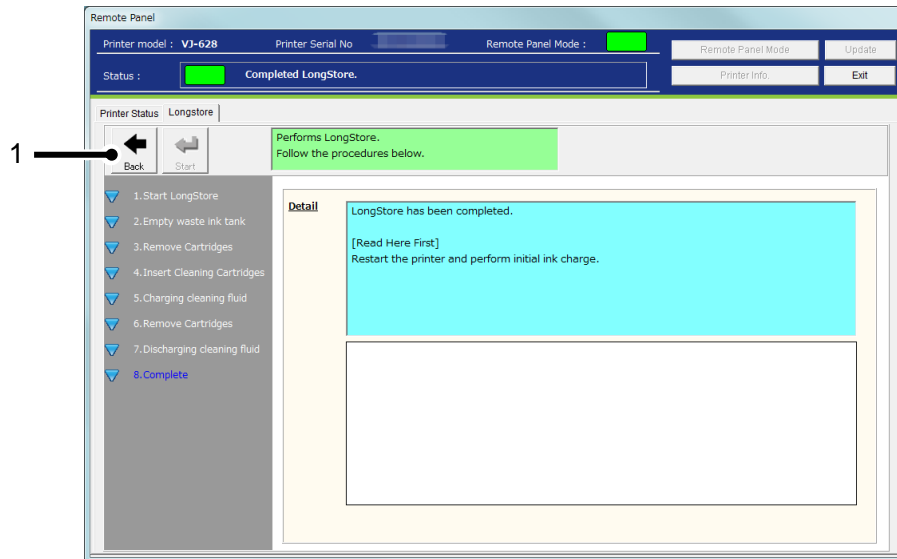 Remote Panel
Printer model : VJ-628 Printer Serial No Remote Panel Mode : Remote Panel Mode Update
Status : Completed LongStore. Printer Info. Exit
Printer Status Longstore
1
Back Start
Performs LongStore.
Follow the procedures below.
1.Start LongStore
2.Empty waste ink tank
3.Remove Cartridges
4.Insert Cleaning Cartridges
5.Charging cleaning fluid
6.Remove Cartridges
7.Discharging cleaning fluid
8.Complete
Detail
LongStore has been completed.
[Read Here First]
Restart the printer and perform initial ink charge.